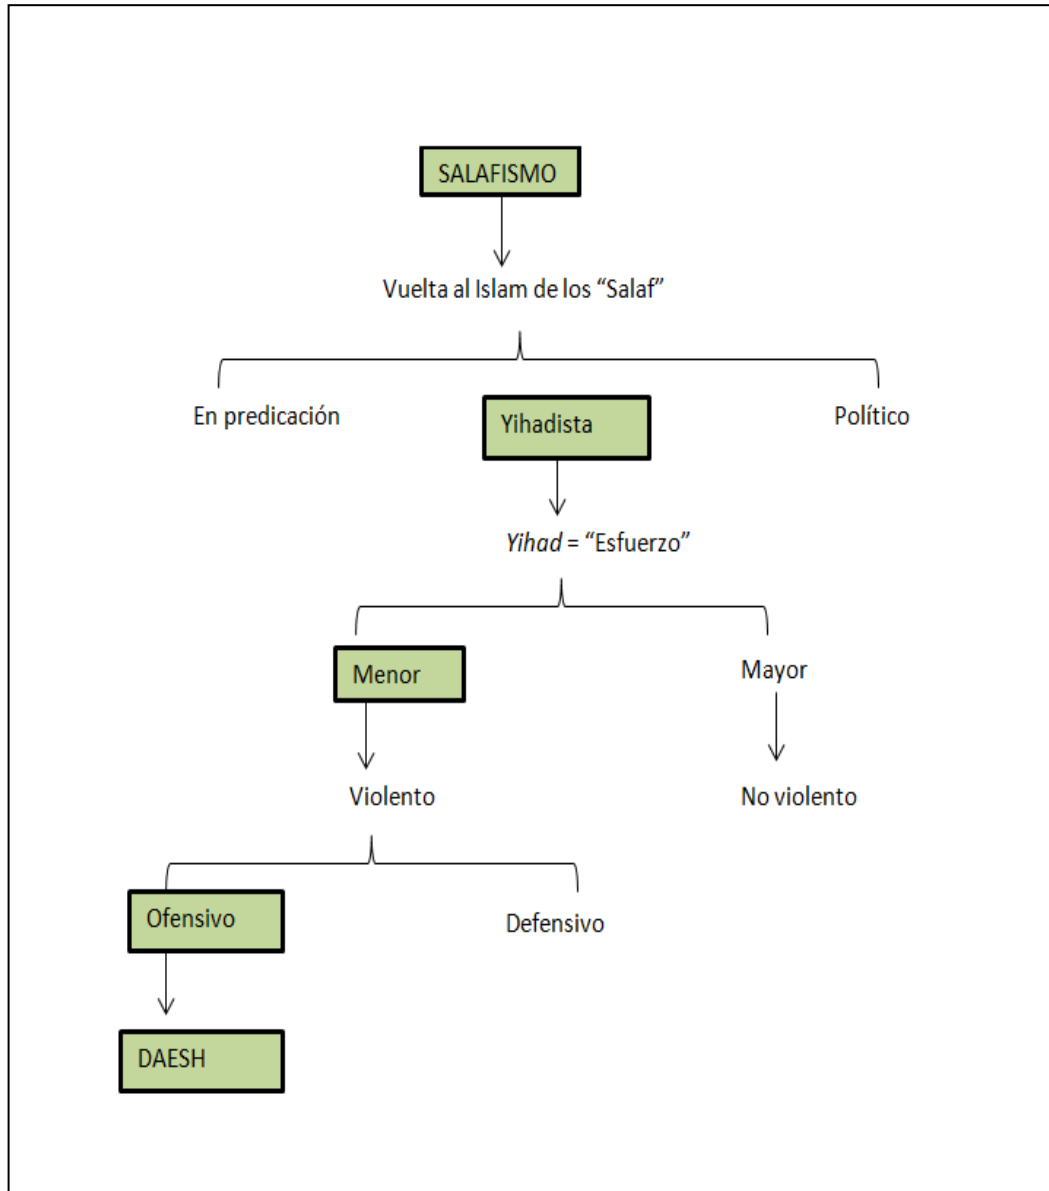 SALAFISMO
Vuelta al Islam de los “Salaf”
En predicación
Yihadista
Político
Yihad = “Esfuerzo”
Menor
Mayor
Violento
No violento
Ofensivo
Defensivo
DAESH